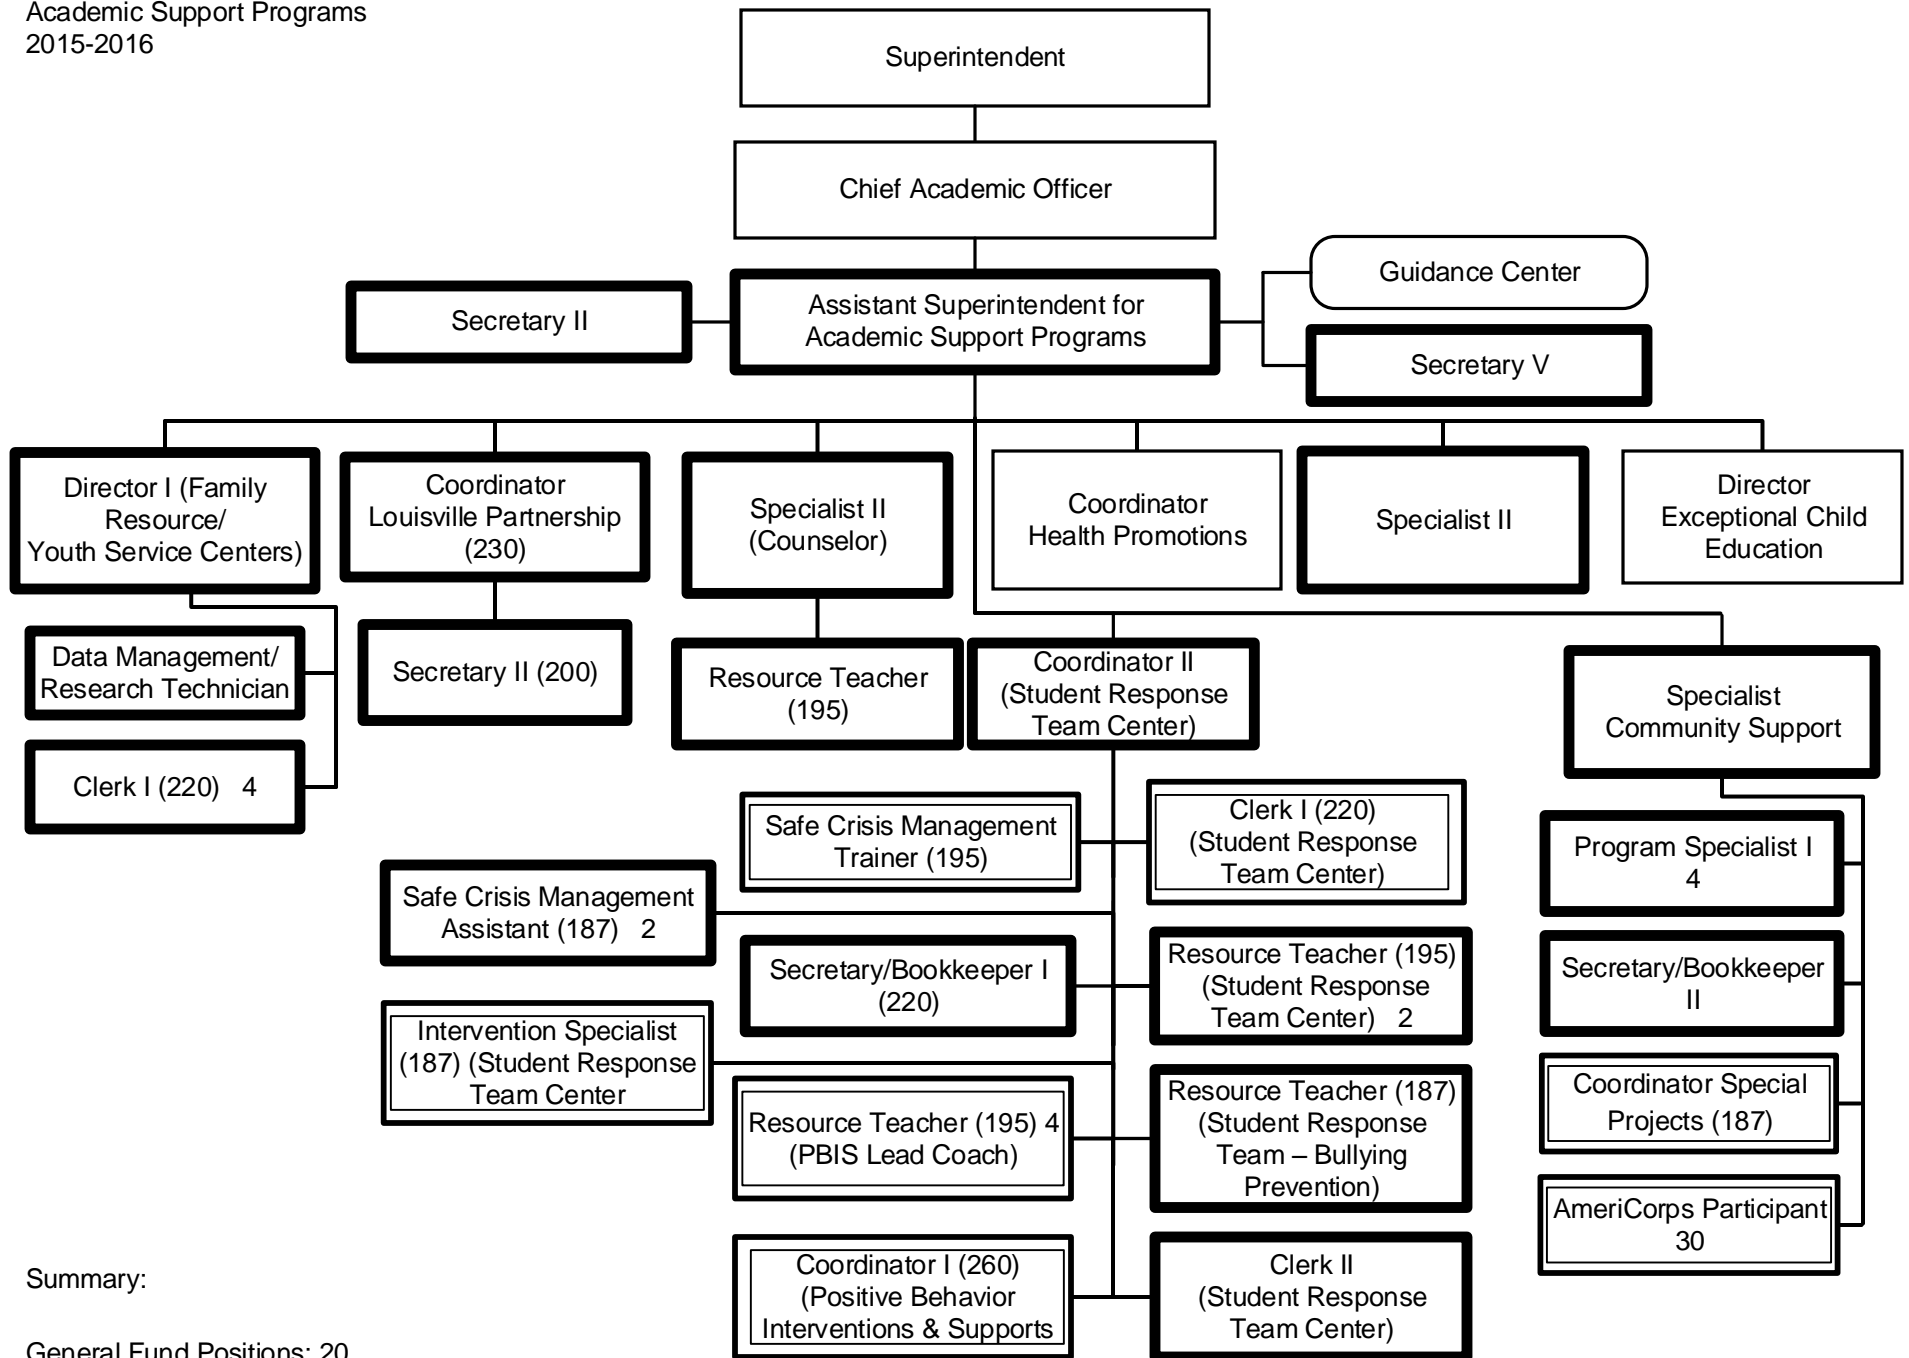 Academic Support Programs
2015-2016
Superintendent
Chief Academic Officer
Secretary II
Assistant Superintendent for
Academic Support Programs
Guidance Center
Secretary V
Director I (Family
Resource/
Youth Service Centers)
Coordinator
Louisville Partnership
(230)
Specialist II
(Counselor)
Coordinator
Health Promotions
Specialist II
Director
Exceptional Child
Education
Data Management/
Research Technician
Clerk I (220) 4
Secretary II (200)
Resource Teacher
(195)
Coordinator II
(Student Response
Team Center)
Specialist
Community Support
Safe Crisis Management
Trainer (195)
Clerk I (220)
(Student Response
Team Center)
Safe Crisis Management
Assistant (187) 2
Secretary/Bookkeeper I
(220)
Resource Teacher (195)
(Student Response
Team Center) 2
Intervention Specialist
(187) (Student Response
Team Center
Resource Teacher (195) 4
(PBIS Lead Coach)
Resource Teacher (187)
(Student Response
Team – Bullying
Prevention)
Coordinator I (260)
(Positive Behavior
Interventions & Supports
Clerk II
(Student Response
Team Center)
Program Specialist I
4
Secretary/Bookkeeper
II
Coordinator Special
Projects (187)
AmeriCorps Participant
30
Summary:
General Fund Positions: 20